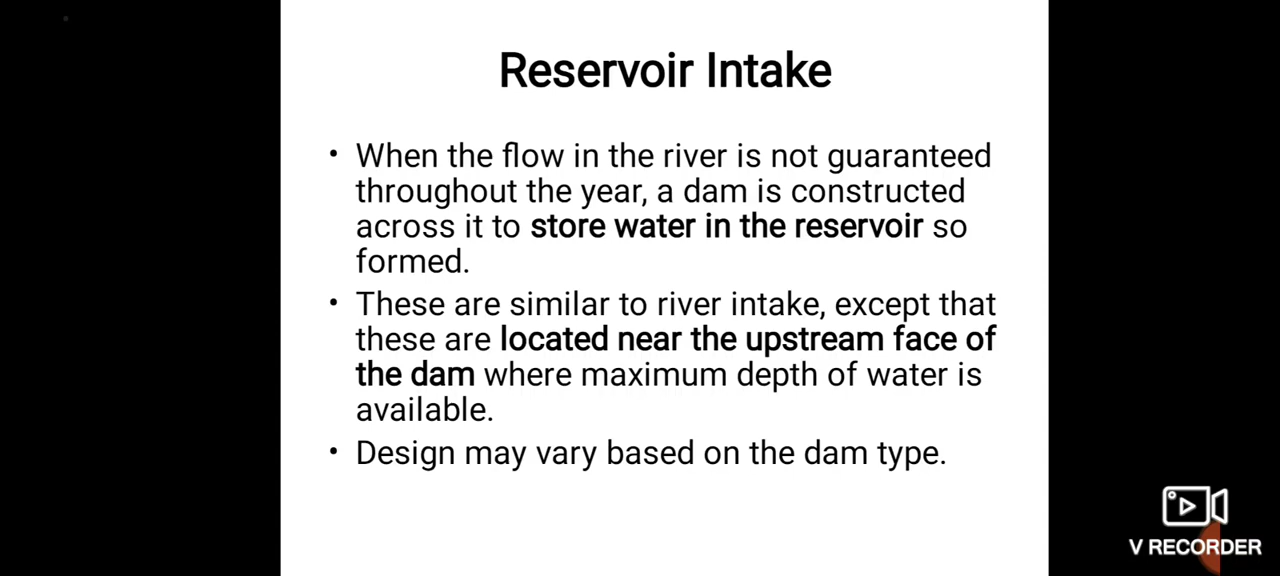 Reservoir Intake
• When the flow in the river is not guaranteed
throughout the year, a dam is constructed
across it to store water in the reservoir so
formed.
• These are similar to river intake, except that
these are located near the upstream face of
the dam where maximum depth of water is
available.
• Design may vary based on the dam type.
V RECORDER